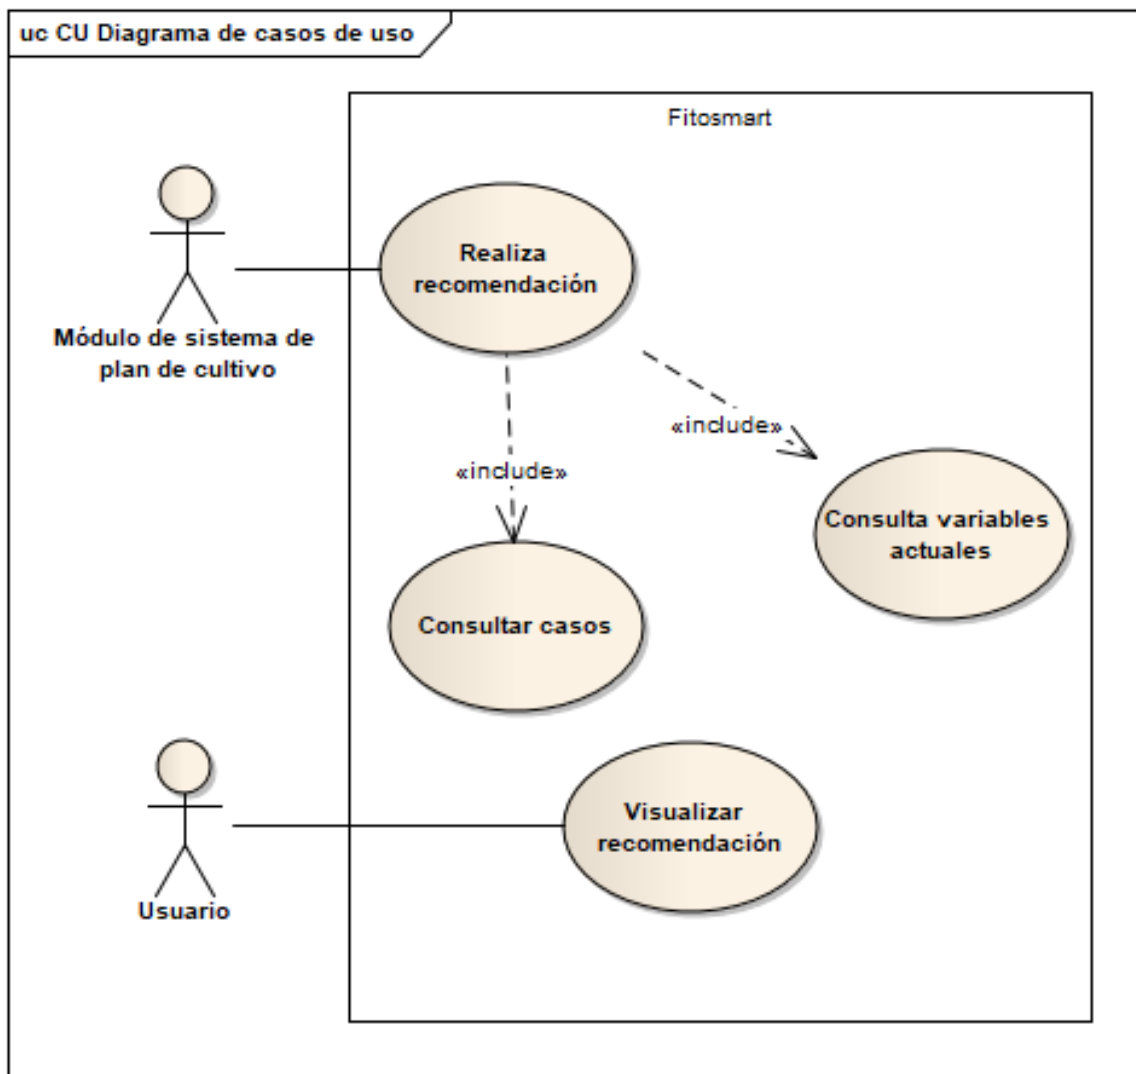 uc CU Diagrama de casos de uso
Fitosmart
Realiza
recomendación
Módulo de sistema de
plan de cultivo
«include»
«include»
Consulta variables
actuales
Consultar casos
Visualizar
recomendación
Usuario